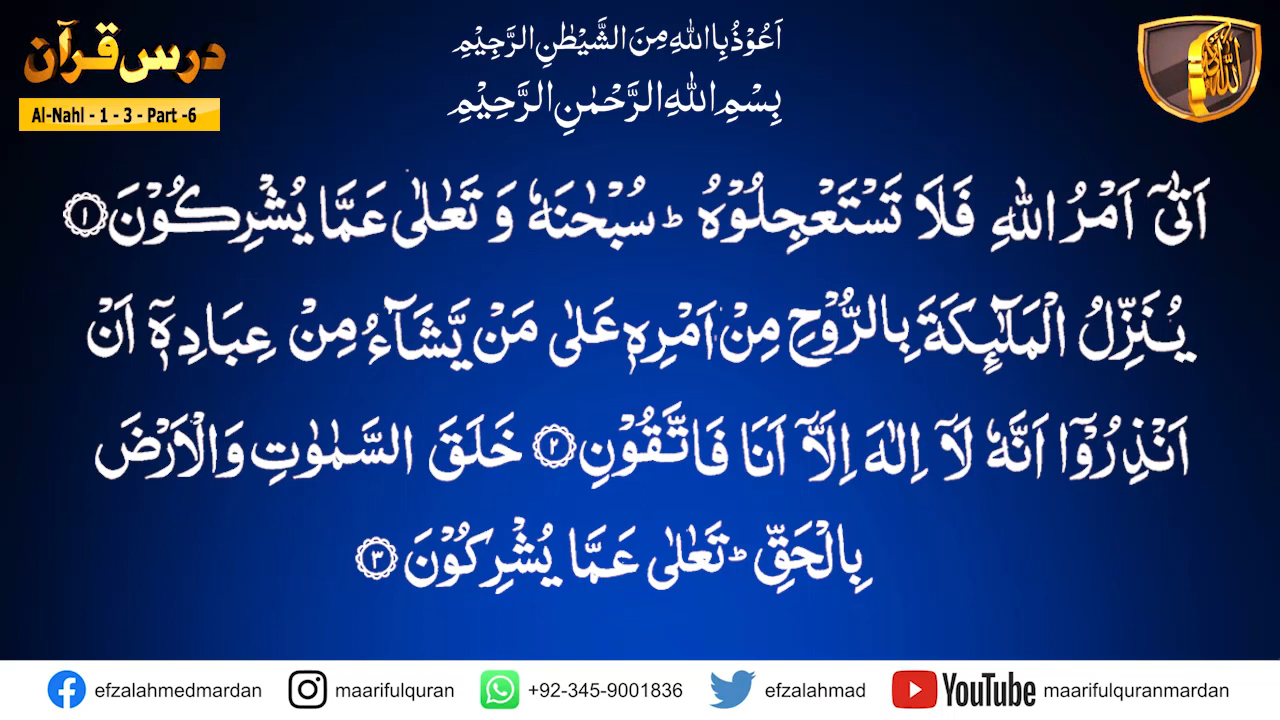 درس قرآن
Al-Nahl - 1 - 3 - Part -6
اَعُوْذُ بِاللّٰهِ مِنَ الشَّيْطٰنِ الرَّجِيْمِ
بِسْمِ اللّٰهِ الرَّحْمٰنِ الرَّحِيْمِ
اَتٰۤى اَمْرُ اللّٰهِ فَلَا تَسْتَعْجِلُوْهُ ؕ سُبْحٰنَهٗ وَ تَعٰلٰى عَمَّا يُشْرِكُوْنَ ۝۱
يُنَزِّلُ الْمَلٰٓىِٕكَةَ بِالرُّوْحِ مِنْ اَمْرِهٖ عَلٰى مَنْ يَّشَآءُ مِنْ عِبَادِهٖۤ اَنْ
اَنْذِرُوْۤا اَنَّهٗ لَاۤ اِلٰهَ اِلَّاۤ اَنَا فَاتَّقُوْنِ ۝۲ خَلَقَ السَّمٰوٰتِ وَالْاَرْضَ
بِالْحَقِّ ؕ تَعٰلٰى عَمَّا يُشْرِكُوْنَ ۝۳
efzalahmedmardan maarifulquran +92-345-9001836 efzalahmad YouTube maarifulquranmardan